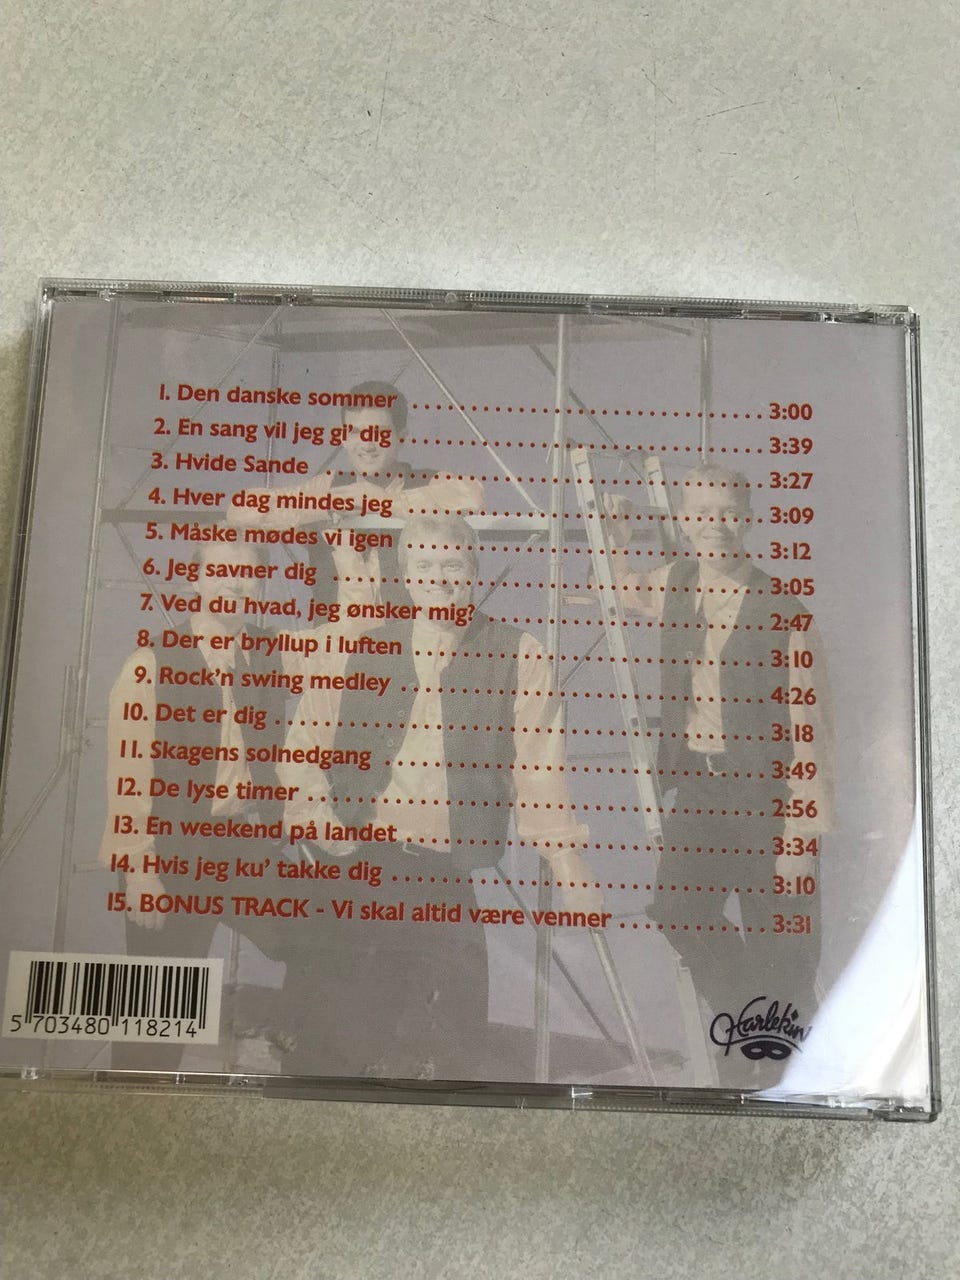 1. Den danske sommer ........................... 3:00
2. En sang vil jeg gi' dig ........................... 3:39
3. Hvide Sande ........................... 3:27
4. Hver dag mindes jeg ........................... 3:09
5. Måske mødes vi igen ........................... 3:12
6. Jeg savner dig ........................... 3:05
7. Ved du hvad, jeg ønsker mig? ........................... 2:47
8. Der er bryllup i luften ........................... 3:10
9. Rock'n swing medley ........................... 4:26
10. Det er dig ........................... 3:18
11. Skagens solnedgang ........................... 3:49
12. De lyse timer ........................... 2:56
13. En weekend på landet ........................... 3:34
14. Hvis jeg ku' takke dig ........................... 3:10
15. BONUS TRACK - Vi skal altid være venner ............ 3:31
5 703480 118214
Harlekin